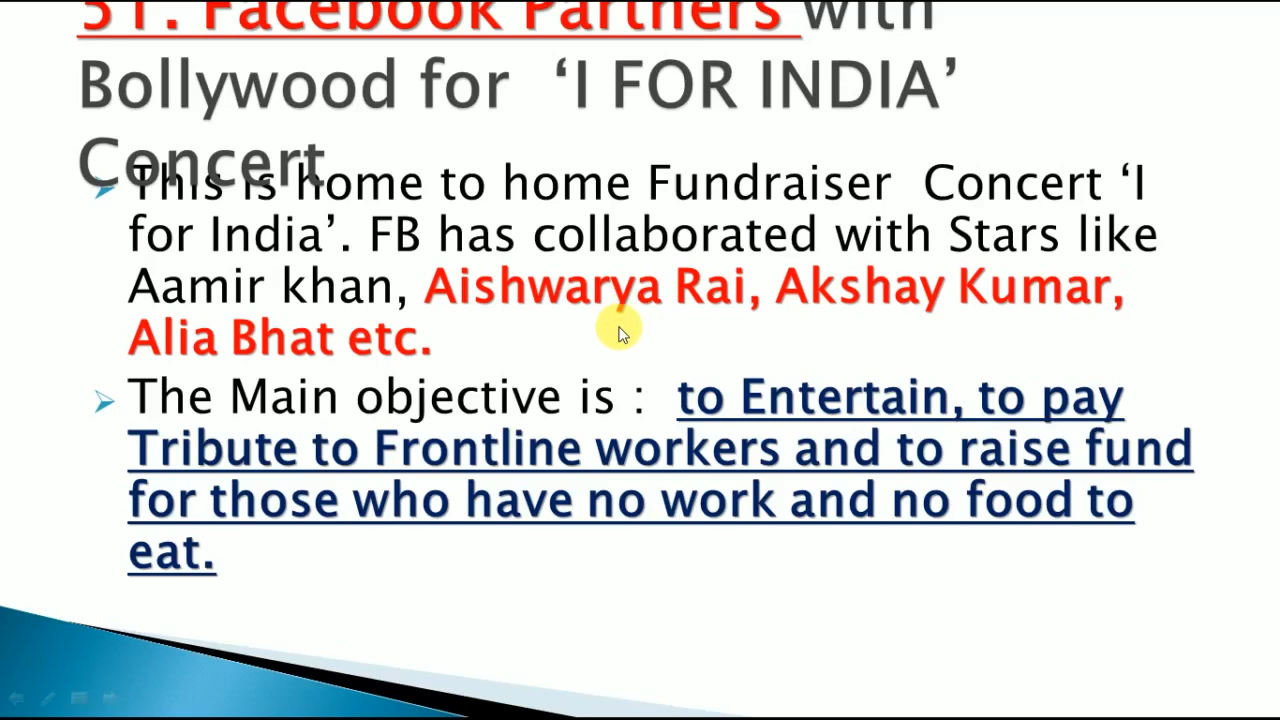 51. Facebook Partners with
Bollywood for ‘I FOR INDIA’
Concert
This is home to home Fundraiser Concert ‘I
for India’. FB has collaborated with Stars like
Aamir khan, Aishwarya Rai, Akshay Kumar,
Alia Bhat etc.
The Main objective is : to Entertain, to pay
Tribute to Frontline workers and to raise fund
for those who have no work and no food to
eat.